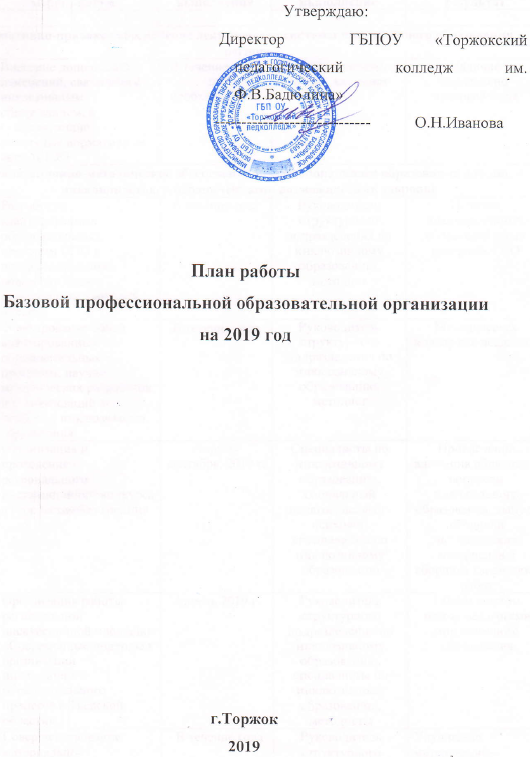 Утверждаю:
Директор ГБПОУ «Торжокский
педагогический колледж им.
Ф.В.Бадюлина»
О.Н.Иванова
ГБП ОУ
«Торжокский
педколледж»
План работы
Базовой профессиональной образовательной организации
на 2019 год
г.Торжок
2019